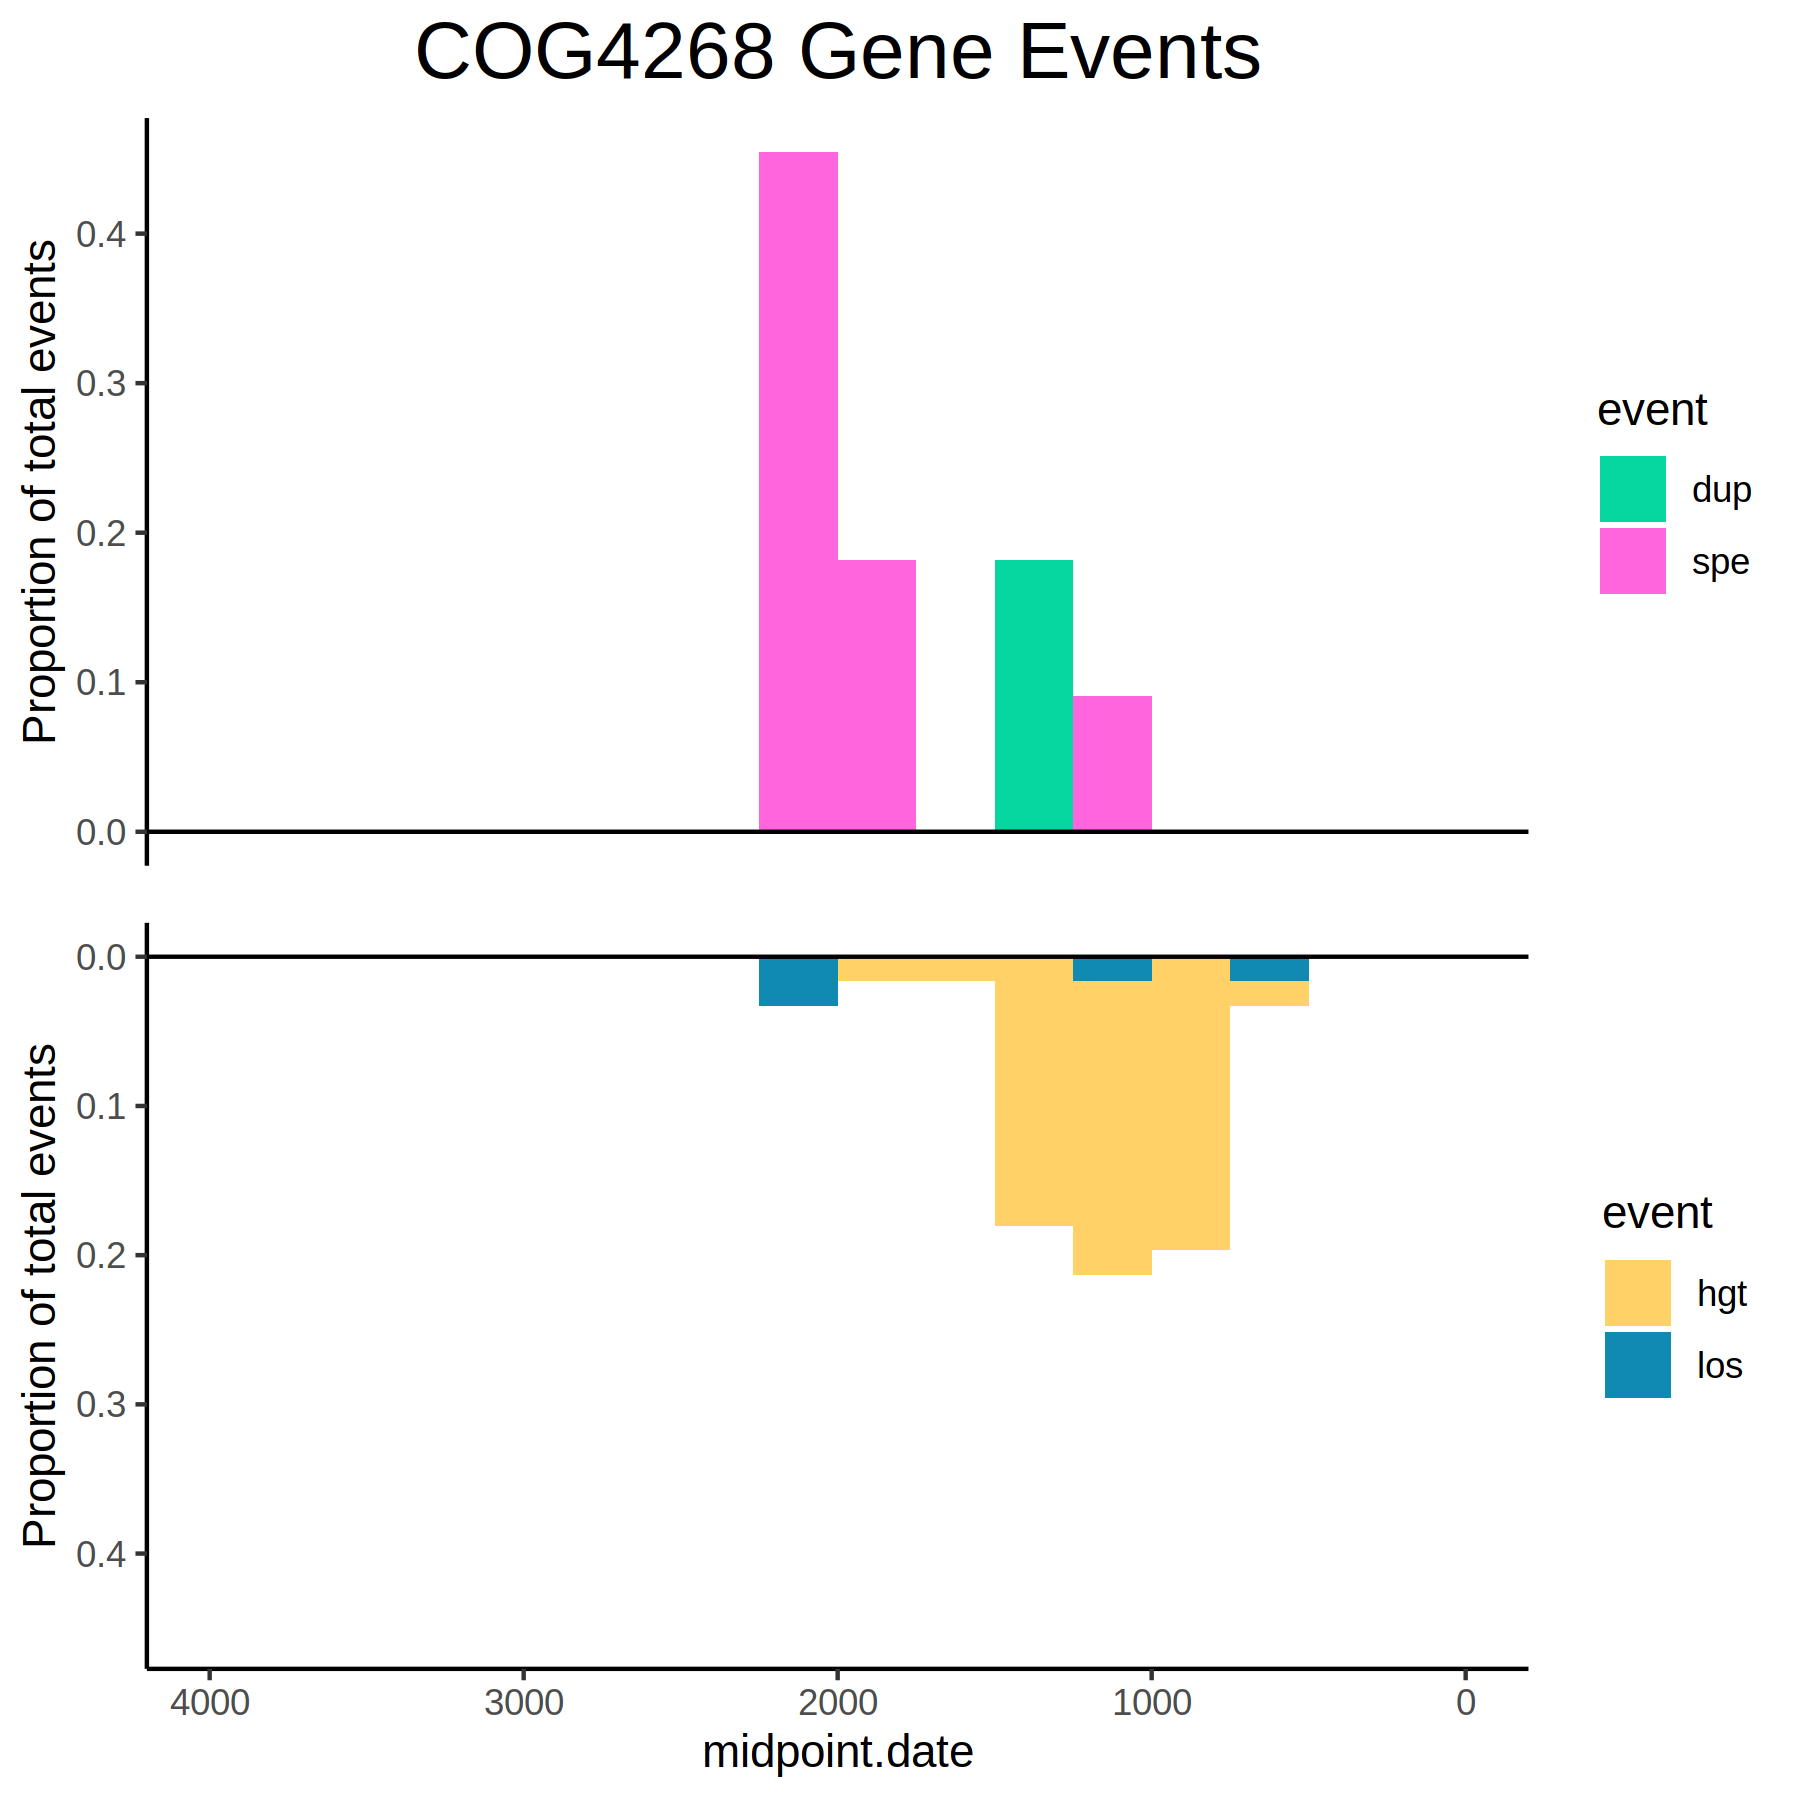 COG4268 Gene Events
Proportion of total events
0.4
0.3
0.2
0.1
0.0
event
dup
spe
Proportion of total events
0.0
0.1
0.2
0.3
0.4
event
hgt
los
4000 3000 2000 1000 0
midpoint.date